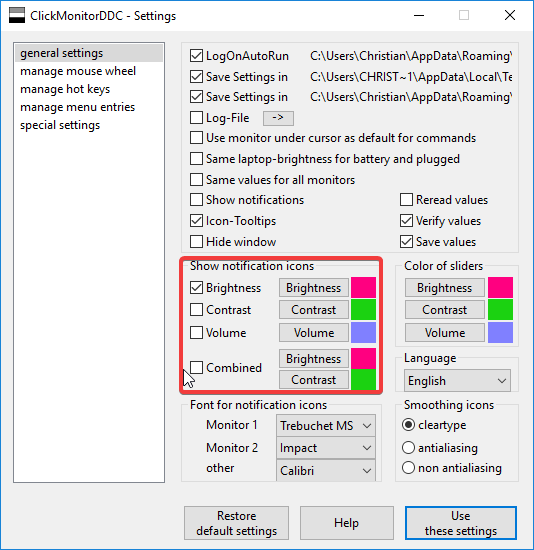 ClickMonitorDDC - Settings
general settings
manage mouse wheel
manage hot keys
manage menu entries
special settings
LogOnAutoRun C:\Users\Christian\AppData\Roaming\
Save Settings in C:\Users\CHRIST~1\AppData\Local\Te
Save Settings in C:\Users\Christian\AppData\Roaming\
Log-File ->
Use monitor under cursor as default for commands
Same laptop-brightness for battery and plugged
Same values for all monitors
Show notifications Reread values
Icon-Tooltips Verify values
Hide window Save values
Show notification icons
Brightness Brightness
Contrast Contrast
Volume Volume
Combined Brightness
Contrast
Color of sliders
Brightness
Contrast
Volume
Language
English
Font for notification icons
Monitor 1 Trebuchet MS
Monitor 2 Impact
other Calibri
Smoothing icons
cleartype
antialiasing
non antialiasing
Restore
default settings
Help
Use
these settings